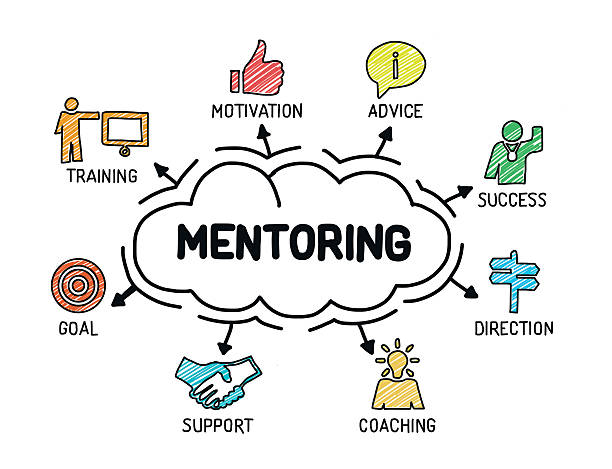 MOTIVATION
ADVICE
TRAINING
SUCCESS
MENTORING
GOAL
DIRECTION
SUPPORT
COACHING